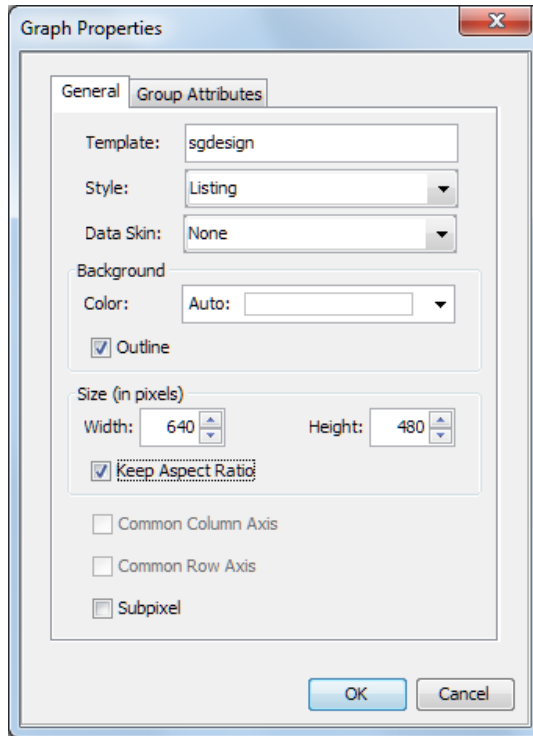 Graph Properties
General Group Attributes
Template: sgdesign
Style: Listing
Data Skin: None
Background
Color: Auto:
Outline
Size (in pixels)
Width: 640 Height: 480
Keep Aspect Ratio
Common Column Axis
Common Row Axis
Subpixel
OK Cancel